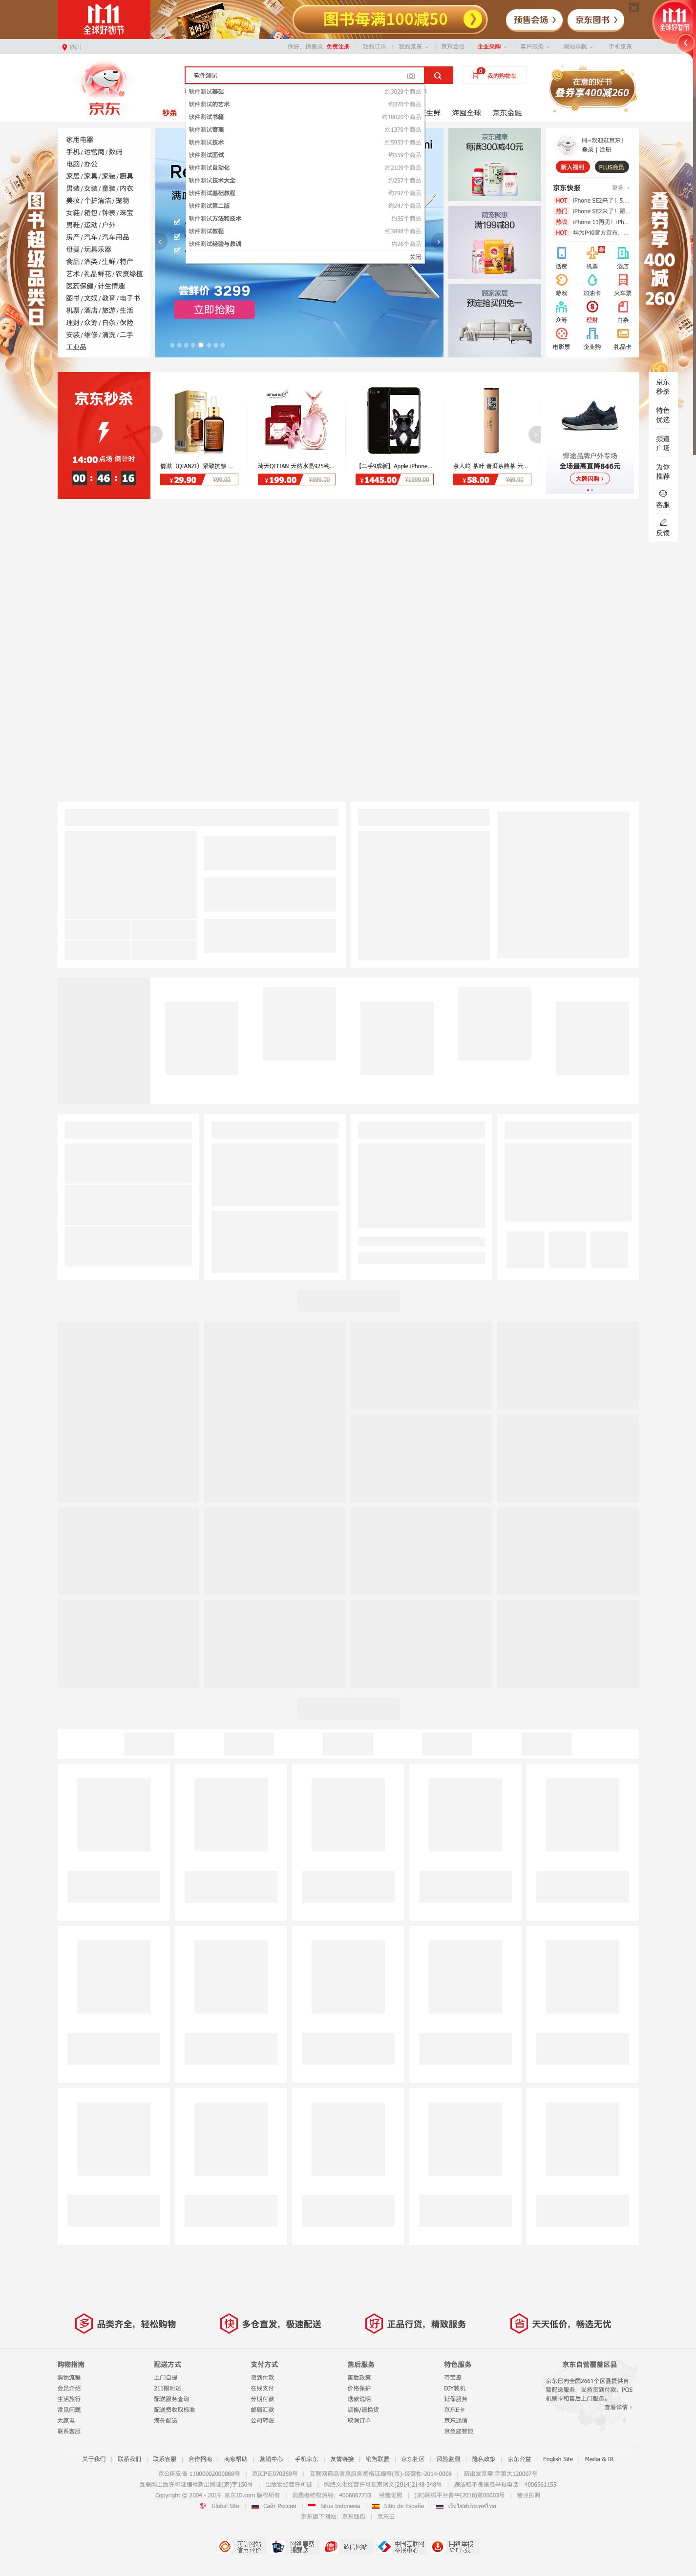 11.11
全球好物节
图书每满100减50
预售会场
京东图书
11.11
全球好物节
四川
你好，请登录 免费注册
我的订单
我的京东
京东会员
企业采购
客户服务
网站导航
手机京东
京东
软件测试
0
我的购物车
在意的好书
叠券享400减200
软件测试基础 约3029个商品
软件测试的艺术 约370个商品
软件测试书籍 约18020个商品
软件测试管理 约1370个商品
软件测试技术 约5953个商品
软件测试面试 约559个商品
软件测试自动化 约2109个商品
软件测试技术大全 约257个商品
软件测试基础教程 约797个商品
软件测试第二版 约247个商品
软件测试方法和技术 约95个商品
软件测试教程 约3898个商品
软件测试经验与教训 约26个商品
关闭
秒杀
生鲜
海囤全球
京东金融
家用电器
手机/运营商/数码
电脑/办公
家居/家具/家装/厨具
男装/女装/童装/内衣
美妆/个护清洁/宠物
女鞋/箱包/钟表/珠宝
男鞋/运动/户外
房产/汽车/汽车用品
母婴/玩具乐器
食品/酒类/生鲜/特产
艺术/礼品鲜花/农资绿植
医药保健/计生情趣
图书/文娱/教育/电子书
机票/酒店/旅游/生活
理财/众筹/白条/保险
安装/维修/清洗/二手
工业品
图书超级品类日
叠券享400减260
尝鲜价 3299
立即抢购
京东健康
每满300减40元
萌宠聚惠
满199减80
顾家家居
预定抢买四免一
Hi~欢迎逛京东！
登录 | 注册
新人福利
PLUS会员
京东快报
更多
HOT iPhone SE2来了！5....
热门 iPhone SE2来了！跟...
热议 iPhone 11再见！iPh...
HOT 华为P40官方宣布，...
话费
机票
酒店
游戏
加油卡
火车票
众筹
理财
白条
电影票
企业购
礼品卡
京东秒杀
14:00点场 倒计时
00 : 46 : 16
倩滋（QIANZI）紧致抗皱 ...
¥29.90 ¥99.00
琦天QITIAN 天然水晶925纯...
¥199.00 ¥599.00
【二手9成新】Apple iPhone...
¥1445.00 ¥1999.00
茶人岭 茶叶 普洱茶熟茶 云...
¥58.00 ¥69.90
悍途品牌户外专场
全场最高直降846元
大牌闪购
京东
秒杀
特色
优选
频道
广场
为你
推荐
客服
反馈
省 天天低价，畅选无忧
多 品类齐全，轻松购物
快 多仓直发，极速配送
好 正品行货，精致服务
购物指南
购物流程
会员介绍
生活旅行
常见问题
大家电
联系客服
配送方式
上门自提
211限时达
配送服务查询
配送费收取标准
海外配送
支付方式
货到付款
在线支付
分期付款
邮局汇款
公司转账
售后服务
售后政策
价格保护
退款说明
返修/退换货
取消订单
特色服务
夺宝岛
DIY装机
延保服务
京东E卡
京东通信
京鱼座智能
京东自营覆盖区县
京东已向全国2661个区县提供自
营配送服务，支持货到付款、POS
机刷卡和售后上门服务。
查看详情
关于我们 | 联系我们 | 联系客服 | 合作招商 | 商家帮助 | 营销中心 | 手机京东 | 友情链接 | 销售联盟 | 京东社区 | 风险监测 | 隐私政策 | 京东公益 | English Site | Media & IR
京公网安备 11000002000088号 | 京ICP证070359号 | 互联网药品信息服务资格证编号(京)-经营性-2014-0008 | 新出发京零 字第大120007号
互联网出版许可证编号新出网证(京)字150号 | 出版物经营许可证 | 网络文化经营许可证京网文[2014]2148-348号 | 违法和不良信息举报电话：4006561155
Copyright © 2004 - 2019 京东JD.com 版权所有 | 消费者维权热线：4006067733 经营证照 | (京)网械平台备字(2018)第00003号 | 营业执照
Global Site | Сайт России | Situs Indonesia | Sitio de España | เว็บไซต์ประเทศไทย
京东旗下网站：京东钱包 | 京东云
可信网站
信用评价
网络警察
提醒您
诚信网站
中国互联网
举报中心
网络举报
APP下载